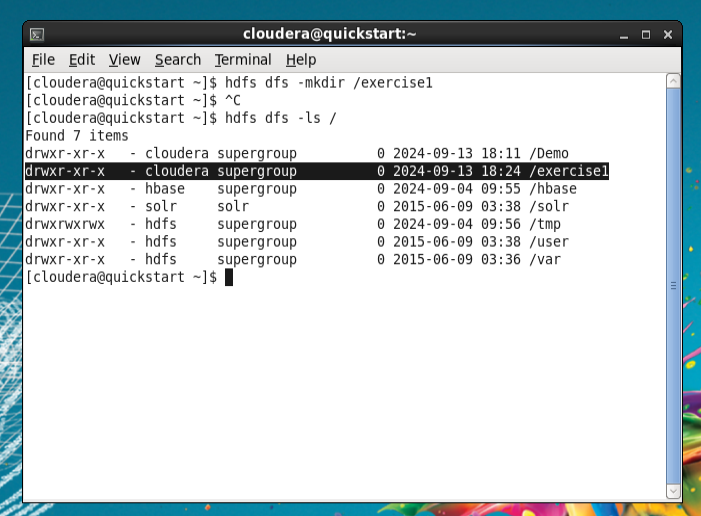 cloudera@quickstart:~
File Edit View Search Terminal Help
[cloudera@quickstart ~]$ hdfs dfs -mkdir /exercise1
[cloudera@quickstart ~]$ ^C
[cloudera@quickstart ~]$ hdfs dfs -ls /
Found 7 items
drwxr-xr-x   - cloudera supergroup          0 2024-09-13 18:11 /Demo
drwxr-xr-x   - cloudera supergroup          0 2024-09-13 18:24 /exercise1
drwxr-xr-x   - hbase    supergroup          0 2024-09-04 09:55 /hbase
drwxr-xr-x   - solr     solr                0 2015-06-09 03:38 /solr
drwxrwxrwx   - hdfs     supergroup          0 2024-09-04 09:56 /tmp
drwxr-xr-x   - hdfs     supergroup          0 2015-06-09 03:38 /user
drwxr-xr-x   - hdfs     supergroup          0 2015-06-09 03:36 /var
[cloudera@quickstart ~]$